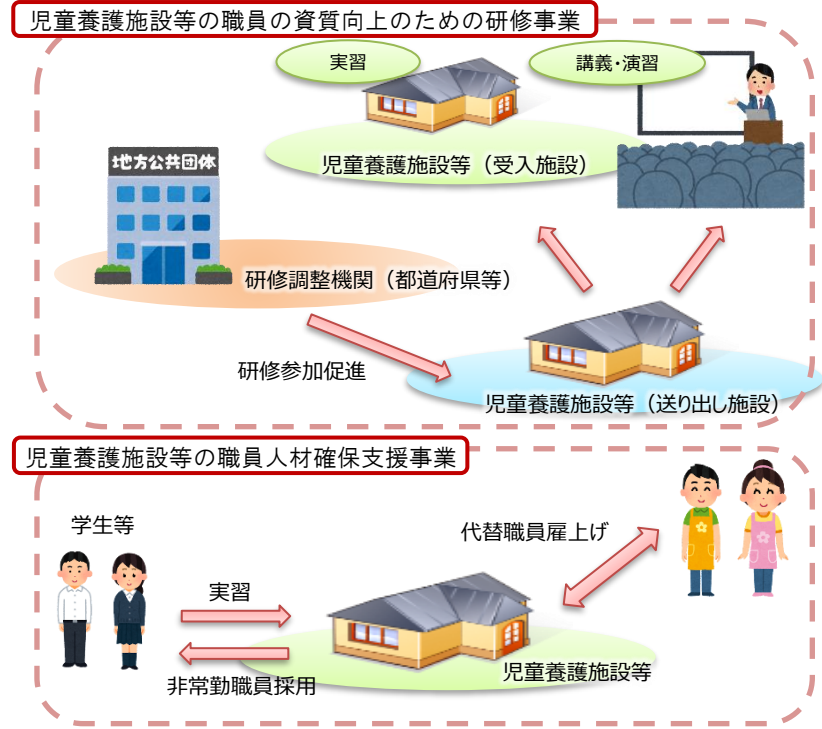 児童養護施設等の職員の資質向上のための研修事業
実習
講義・演習
地方公共団体
児童養護施設等（受入施設）
研修調整機関（都道府県等）
研修参加促進
児童養護施設等（送り出し施設）
児童養護施設等の職員人材確保支援事業
学生等
代替職員雇上げ
実習
児童養護施設等
非常勤職員採用